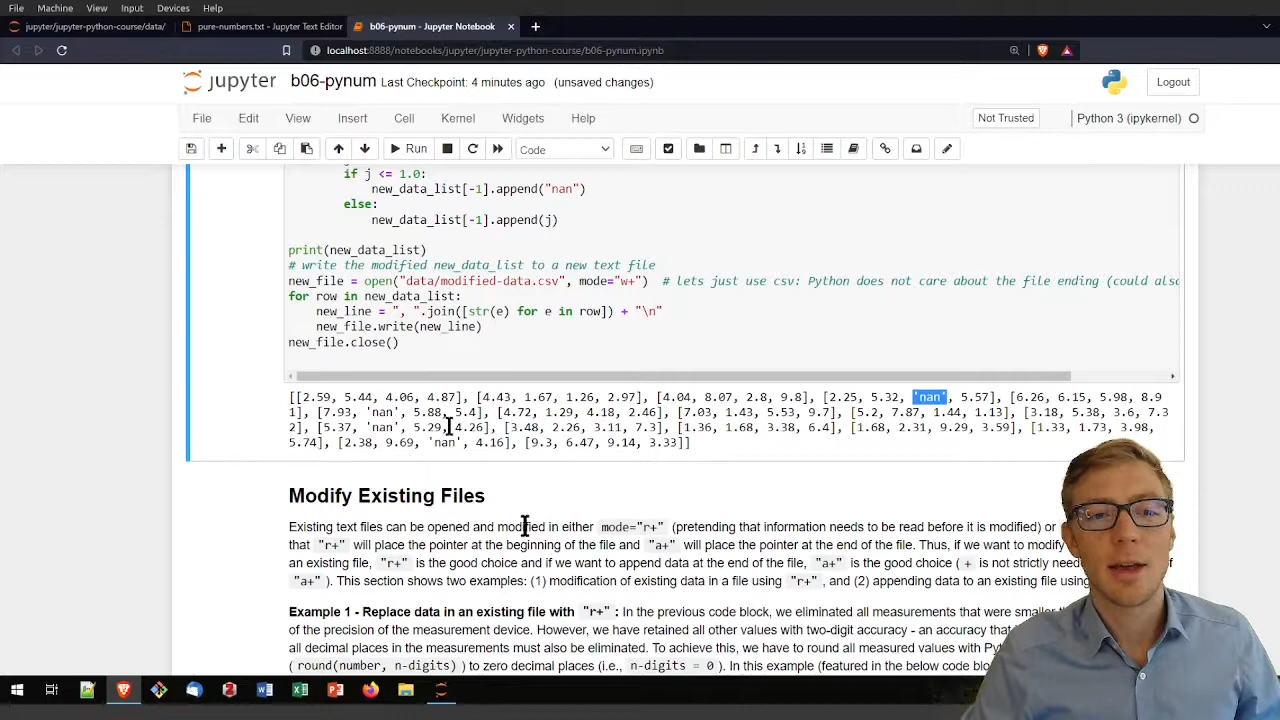 File Machine View Input Devices Help
jupyter/jupyter-python-course/data/ pure-numbers.txt - Jupyter Text Editor b06-pynum - Jupyter Notebook
localhost:8888/notebooks/jupyter/jupyter-python-course/b06-pynum.ipynb
jupyter b06-pynum Last Checkpoint: 4 minutes ago (unsaved changes) Logout
File Edit View Insert Cell Kernel Widgets Help Not Trusted Python 3 (ipykernel)
Run Code
if j <= 1.0:
new_data_list[-1].append("nan")
else:
new_data_list[-1].append(j)
print(new_data_list)
# write the modified new_data_list to a new text file
new_file = open("data/modified-data.csv", mode="w+") # lets just use csv: Python does not care about the file ending (could also
for row in new_data_list:
new_line = ", ".join([str(e) for e in row]) + "\n"
new_file.write(new_line)
new_file.close()
[[2.59, 5.44, 4.06, 4.87], [4.43, 1.67, 1.26, 2.97], [4.04, 8.07, 2.8, 9.8], [2.25, 5.32, 'nan', 5.57], [6.26, 6.15, 5.98, 8.9
1], [7.93, 'nan', 5.88, 5.4], [4.72, 1.29, 4.18, 2.46], [7.03, 1.43, 5.53, 9.7], [5.2, 7.87, 1.44, 1.13], [3.18, 5.38, 3.6, 7.3
2], [5.37, 'nan', 5.29, 4.26], [3.48, 2.26, 3.11, 7.3], [1.36, 1.68, 3.38, 6.4], [1.68, 2.31, 9.29, 3.59], [1.33, 1.73, 3.98,
5.74], [2.38, 9.69, 'nan', 4.16], [9.3, 6.47, 9.14, 3.33]]
Modify Existing Files
Existing text files can be opened and modified in either mode="r+" (pretending that information needs to be read before it is modified) or
that "r+" will place the pointer at the beginning of the file and "a+" will place the pointer at the end of the file. Thus, if we want to modify
an existing file, "r+" is the good choice and if we want to append data at the end of the file, "a+" is the good choice ( + is not strictly need
"a+" ). This section shows two examples: (1) modification of existing data in a file using "r+" , and (2) appending data to an existing file using
Example 1 - Replace data in an existing file with "r+" : In the previous code block, we eliminated all measurements that were smaller
of the precision of the measurement device. However, we have retained all other values with two-digit accuracy - an accuracy that
all decimal places in the measurements must also be eliminated. To achieve this, we have to round all measured values with Pyt
( round(number, n-digits) ) to zero decimal places (i.e., n-digits = 0 ). In this example (featured in the below code bloc